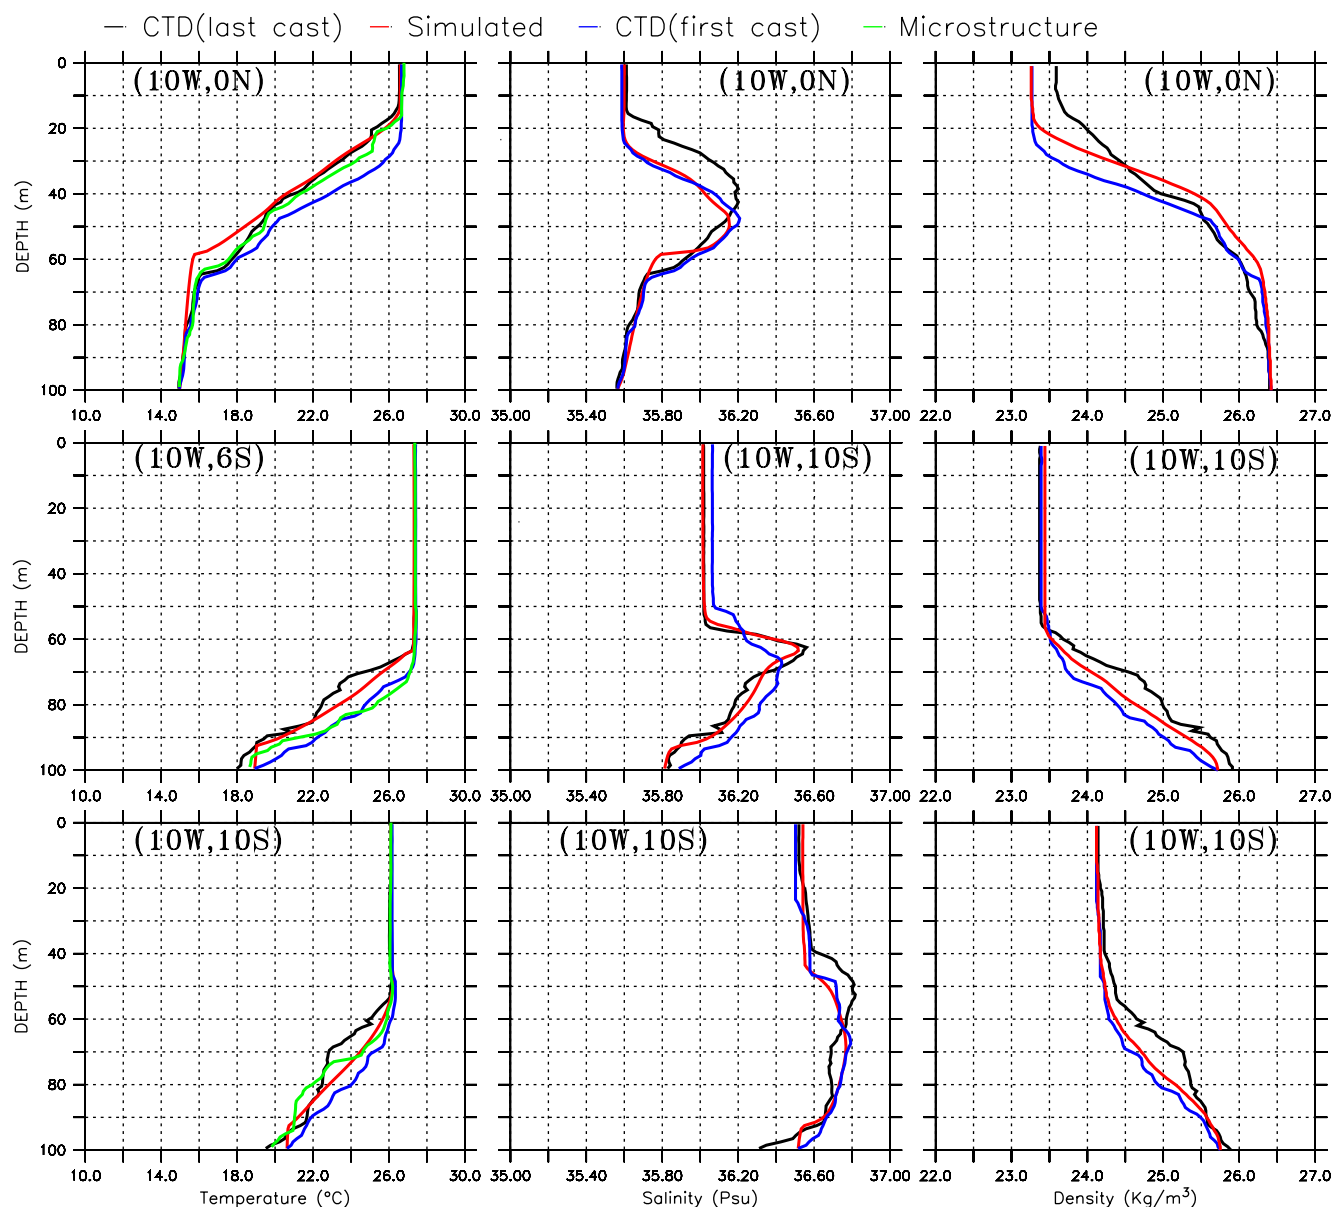 CTD(last cast) Simulated CTD(first cast) Microstructure
(10W,0N) (10W,0N) (10W,0N)
DEPTH (m)
0 20 40 60 80 100
10.0 14.0 18.0 22.0 26.0 30.0
35.00 35.40 35.80 36.20 36.60 37.00
22.0 23.0 24.0 25.0 26.0 27.0
(10W,6S) (10W,10S) (10W,10S)
DEPTH (m)
0 20 40 60 80 100
10.0 14.0 18.0 22.0 26.0 30.0
35.00 35.40 35.80 36.20 36.60 37.00
22.0 23.0 24.0 25.0 26.0 27.0
(10W,10S) (10W,10S) (10W,10S)
DEPTH (m)
0 20 40 60 80 100
10.0 14.0 18.0 22.0 26.0 30.0
35.00 35.40 35.80 36.20 36.60 37.00
22.0 23.0 24.0 25.0 26.0 27.0
Temperature (°C) Salinity (Psu) Density (Kg/m³)